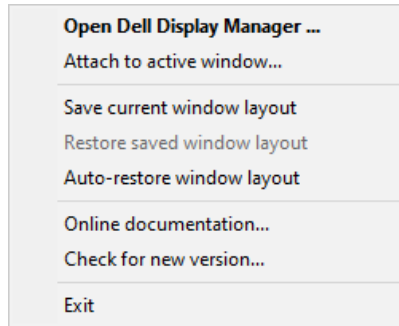 Open Dell Display Manager ...
Attach to active window...
Save current window layout
Restore saved window layout
Auto-restore window layout
Online documentation...
Check for new version...
Exit